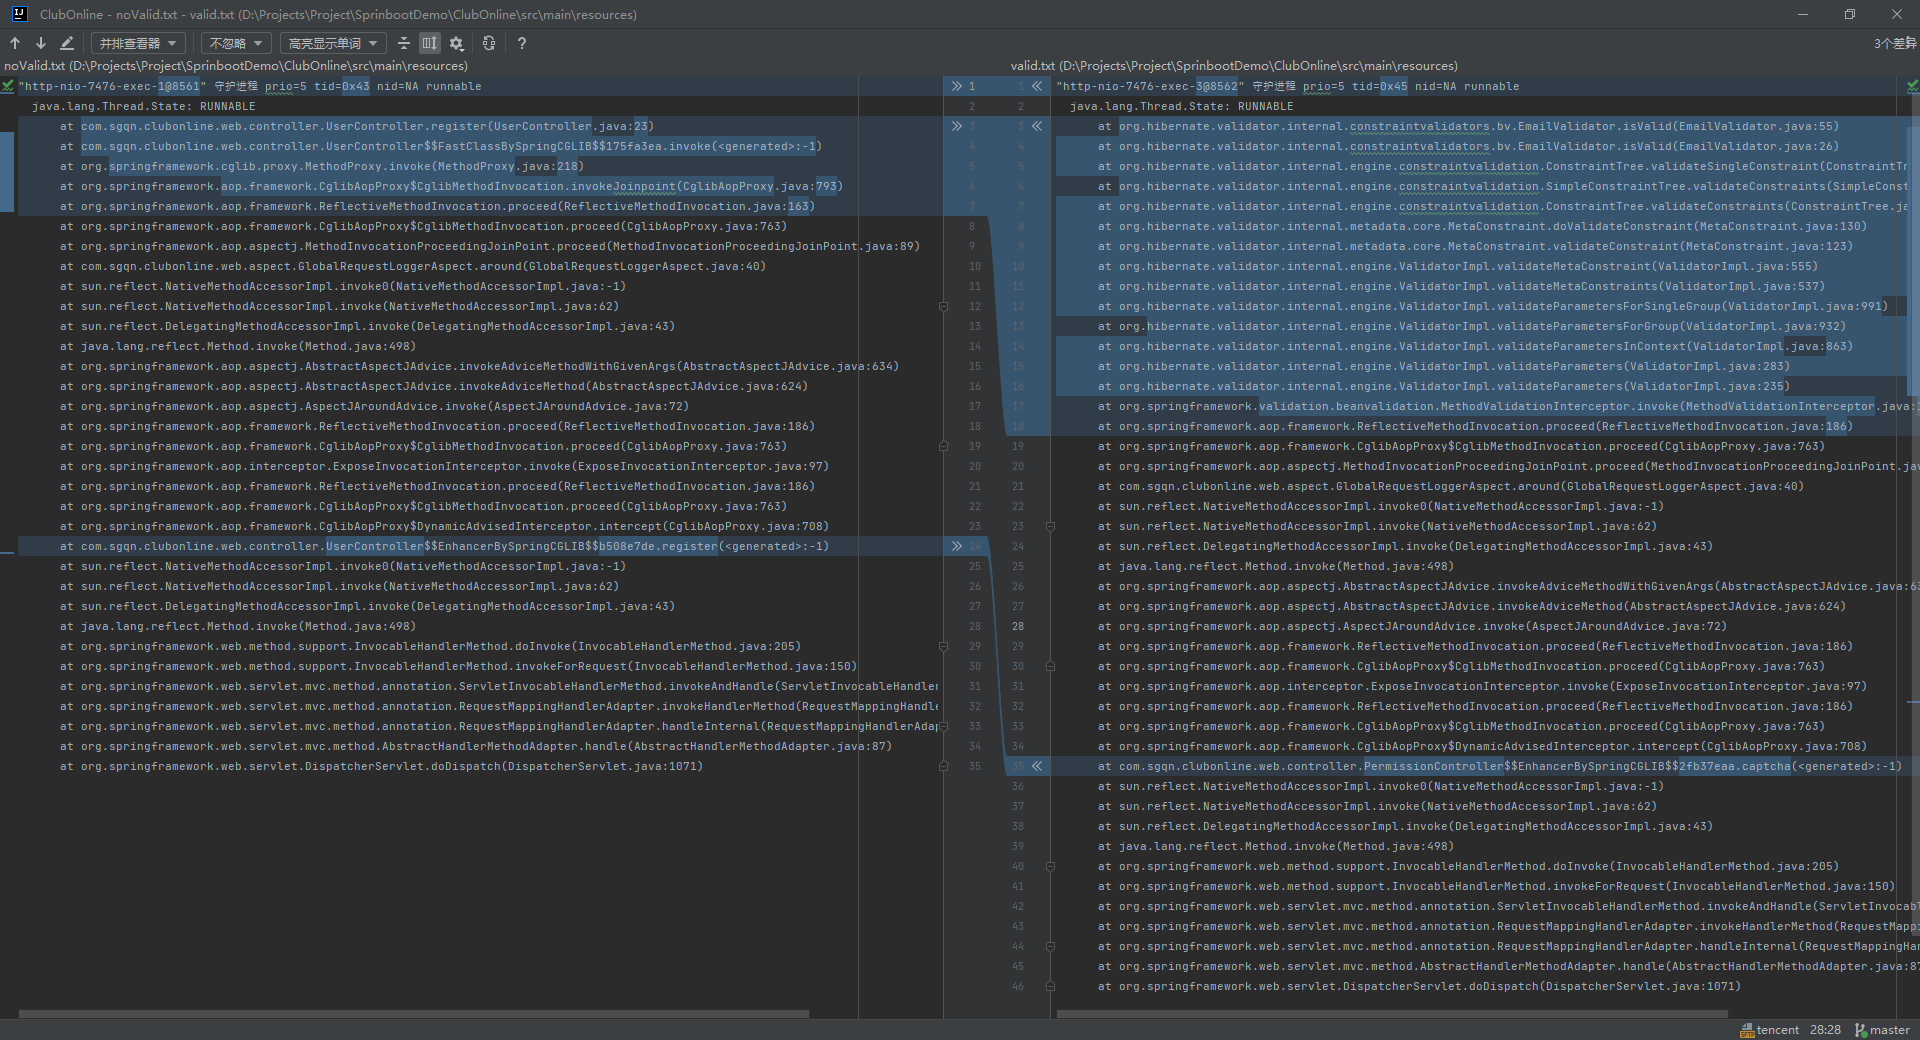 ClubOnline - noValid.txt - valid.txt (D:\Projects\Project\SprinbootDemo\ClubOnline\src\main\resources)
并排查看器 不忽略 高亮显示单词 ? 3个差异
noValid.txt (D:\Projects\Project\SprinbootDemo\ClubOnline\src\main\resources)
"http-nio-7476-exec-1@8561" 守护进程 prio=5 tid=0x43 nid=NA runnable
java.lang.Thread.State: RUNNABLE
at com.sgqn.clubonline.web.controller.UserController.register(UserController.java:23)
at com.sgqn.clubonline.web.controller.UserController$$FastClassBySpringCGLIB$$175fa3ea.invoke(<generated>:-1)
at org.springframework.cglib.proxy.MethodProxy.invoke(MethodProxy.java:218)
at org.springframework.aop.framework.CglibAopProxy$CglibMethodInvocation.invokeJoinpoint(CglibAopProxy.java:793)
at org.springframework.aop.framework.ReflectiveMethodInvocation.proceed(ReflectiveMethodInvocation.java:163)
at org.springframework.aop.framework.CglibAopProxy$CglibMethodInvocation.proceed(CglibAopProxy.java:763)
at org.springframework.aop.aspectj.MethodInvocationProceedingJoinPoint.proceed(MethodInvocationProceedingJoinPoint.java:89)
at com.sgqn.clubonline.web.aspect.GlobalRequestLoggerAspect.around(GlobalRequestLoggerAspect.java:40)
at sun.reflect.NativeMethodAccessorImpl.invoke0(NativeMethodAccessorImpl.java:-1)
at sun.reflect.NativeMethodAccessorImpl.invoke(NativeMethodAccessorImpl.java:62)
at sun.reflect.DelegatingMethodAccessorImpl.invoke(DelegatingMethodAccessorImpl.java:43)
at java.lang.reflect.Method.invoke(Method.java:498)
at org.springframework.aop.aspectj.AbstractAspectJAdvice.invokeAdviceMethodWithGivenArgs(AbstractAspectJAdvice.java:634)
at org.springframework.aop.aspectj.AbstractAspectJAdvice.invokeAdviceMethod(AbstractAspectJAdvice.java:624)
at org.springframework.aop.aspectj.AspectJAroundAdvice.invoke(AspectJAroundAdvice.java:72)
at org.springframework.aop.framework.ReflectiveMethodInvocation.proceed(ReflectiveMethodInvocation.java:186)
at org.springframework.aop.framework.CglibAopProxy$CglibMethodInvocation.proceed(CglibAopProxy.java:763)
at org.springframework.aop.interceptor.ExposeInvocationInterceptor.invoke(ExposeInvocationInterceptor.java:97)
at org.springframework.aop.framework.ReflectiveMethodInvocation.proceed(ReflectiveMethodInvocation.java:186)
at org.springframework.aop.framework.CglibAopProxy$CglibMethodInvocation.proceed(CglibAopProxy.java:763)
at org.springframework.aop.framework.CglibAopProxy$DynamicAdvisedInterceptor.intercept(CglibAopProxy.java:708)
at com.sgqn.clubonline.web.controller.UserController$$EnhancerBySpringCGLIB$$b508e7de.register(<generated>:-1)
at sun.reflect.NativeMethodAccessorImpl.invoke0(NativeMethodAccessorImpl.java:-1)
at sun.reflect.NativeMethodAccessorImpl.invoke(NativeMethodAccessorImpl.java:62)
at sun.reflect.DelegatingMethodAccessorImpl.invoke(DelegatingMethodAccessorImpl.java:43)
at java.lang.reflect.Method.invoke(Method.java:498)
at org.springframework.web.method.support.InvocableHandlerMethod.doInvoke(InvocableHandlerMethod.java:205)
at org.springframework.web.method.support.InvocableHandlerMethod.invokeForRequest(InvocableHandlerMethod.java:150)
at org.springframework.web.servlet.mvc.method.annotation.ServletInvocableHandlerMethod.invokeAndHandle(ServletInvocableHandler
at org.springframework.web.servlet.mvc.method.annotation.RequestMappingHandlerAdapter.invokeHandlerMethod(RequestMappingHandle
at org.springframework.web.servlet.mvc.method.annotation.RequestMappingHandlerAdapter.handleInternal(RequestMappingHandlerAdap
at org.springframework.web.servlet.mvc.method.AbstractHandlerMethodAdapter.handle(AbstractHandlerMethodAdapter.java:87)
at org.springframework.web.servlet.DispatcherServlet.doDispatch(DispatcherServlet.java:1071)
valid.txt (D:\Projects\Project\SprinbootDemo\ClubOnline\src\main\resources)
"http-nio-7476-exec-3@8562" 守护进程 prio=5 tid=0x45 nid=NA runnable
java.lang.Thread.State: RUNNABLE
at org.hibernate.validator.internal.constraintvalidators.bv.EmailValidator.isValid(EmailValidator.java:55)
at org.hibernate.validator.internal.constraintvalidators.bv.EmailValidator.isValid(EmailValidator.java:26)
at org.hibernate.validator.internal.engine.constraintvalidation.ConstraintTree.validateSingleConstraint(ConstraintTr
at org.hibernate.validator.internal.engine.constraintvalidation.SimpleConstraintTree.validateConstraints(SimpleConst
at org.hibernate.validator.internal.engine.constraintvalidation.ConstraintTree.validateConstraints(ConstraintTree.ja
at org.hibernate.validator.internal.metadata.core.MetaConstraint.doValidateConstraint(MetaConstraint.java:130)
at org.hibernate.validator.internal.metadata.core.MetaConstraint.validateConstraint(MetaConstraint.java:123)
at org.hibernate.validator.internal.engine.ValidatorImpl.validateMetaConstraint(ValidatorImpl.java:555)
at org.hibernate.validator.internal.engine.ValidatorImpl.validateMetaConstraints(ValidatorImpl.java:537)
at org.hibernate.validator.internal.engine.ValidatorImpl.validateParametersForSingleGroup(ValidatorImpl.java:991)
at org.hibernate.validator.internal.engine.ValidatorImpl.validateParametersForGroup(ValidatorImpl.java:932)
at org.hibernate.validator.internal.engine.ValidatorImpl.validateParametersInContext(ValidatorImpl.java:863)
at org.hibernate.validator.internal.engine.ValidatorImpl.validateParameters(ValidatorImpl.java:283)
at org.hibernate.validator.internal.engine.ValidatorImpl.validateParameters(ValidatorImpl.java:235)
at org.springframework.validation.beanvalidation.MethodValidationInterceptor.invoke(MethodValidationInterceptor.java:
at org.springframework.aop.framework.ReflectiveMethodInvocation.proceed(ReflectiveMethodInvocation.java:186)
at org.springframework.aop.framework.CglibAopProxy$CglibMethodInvocation.proceed(CglibAopProxy.java:763)
at org.springframework.aop.aspectj.MethodInvocationProceedingJoinPoint.proceed(MethodInvocationProceedingJoinPoint.jav
at com.sgqn.clubonline.web.aspect.GlobalRequestLoggerAspect.around(GlobalRequestLoggerAspect.java:40)
at sun.reflect.NativeMethodAccessorImpl.invoke0(NativeMethodAccessorImpl.java:-1)
at sun.reflect.NativeMethodAccessorImpl.invoke(NativeMethodAccessorImpl.java:62)
at sun.reflect.DelegatingMethodAccessorImpl.invoke(DelegatingMethodAccessorImpl.java:43)
at java.lang.reflect.Method.invoke(Method.java:498)
at org.springframework.aop.aspectj.AbstractAspectJAdvice.invokeAdviceMethodWithGivenArgs(AbstractAspectJAdvice.java:63
at org.springframework.aop.aspectj.AbstractAspectJAdvice.invokeAdviceMethod(AbstractAspectJAdvice.java:624)
at org.springframework.aop.aspectj.AspectJAroundAdvice.invoke(AspectJAroundAdvice.java:72)
at org.springframework.aop.framework.ReflectiveMethodInvocation.proceed(ReflectiveMethodInvocation.java:186)
at org.springframework.aop.framework.CglibAopProxy$CglibMethodInvocation.proceed(CglibAopProxy.java:763)
at org.springframework.aop.interceptor.ExposeInvocationInterceptor.invoke(ExposeInvocationInterceptor.java:97)
at org.springframework.aop.framework.ReflectiveMethodInvocation.proceed(ReflectiveMethodInvocation.java:186)
at org.springframework.aop.framework.CglibAopProxy$CglibMethodInvocation.proceed(CglibAopProxy.java:763)
at org.springframework.aop.framework.CglibAopProxy$DynamicAdvisedInterceptor.intercept(CglibAopProxy.java:708)
at com.sgqn.clubonline.web.controller.PermissionController$$EnhancerBySpringCGLIB$$2fb37eaa.captcha(<generated>:-1)
at sun.reflect.NativeMethodAccessorImpl.invoke0(NativeMethodAccessorImpl.java:-1)
at sun.reflect.NativeMethodAccessorImpl.invoke(NativeMethodAccessorImpl.java:62)
at sun.reflect.DelegatingMethodAccessorImpl.invoke(DelegatingMethodAccessorImpl.java:43)
at java.lang.reflect.Method.invoke(Method.java:498)
at org.springframework.web.method.support.InvocableHandlerMethod.doInvoke(InvocableHandlerMethod.java:205)
at org.springframework.web.method.support.InvocableHandlerMethod.invokeForRequest(InvocableHandlerMethod.java:150)
at org.springframework.web.servlet.mvc.method.annotation.ServletInvocableHandlerMethod.invokeAndHandle(ServletInvocabl
at org.springframework.web.servlet.mvc.method.annotation.RequestMappingHandlerAdapter.invokeHandlerMethod(RequestMappi
at org.springframework.web.servlet.mvc.method.annotation.RequestMappingHandlerAdapter.handleInternal(RequestMappingHan
at org.springframework.web.servlet.mvc.method.AbstractHandlerMethodAdapter.handle(AbstractHandlerMethodAdapter.java:87
at org.springframework.web.servlet.DispatcherServlet.doDispatch(DispatcherServlet.java:1071)
tencent 28:28 master